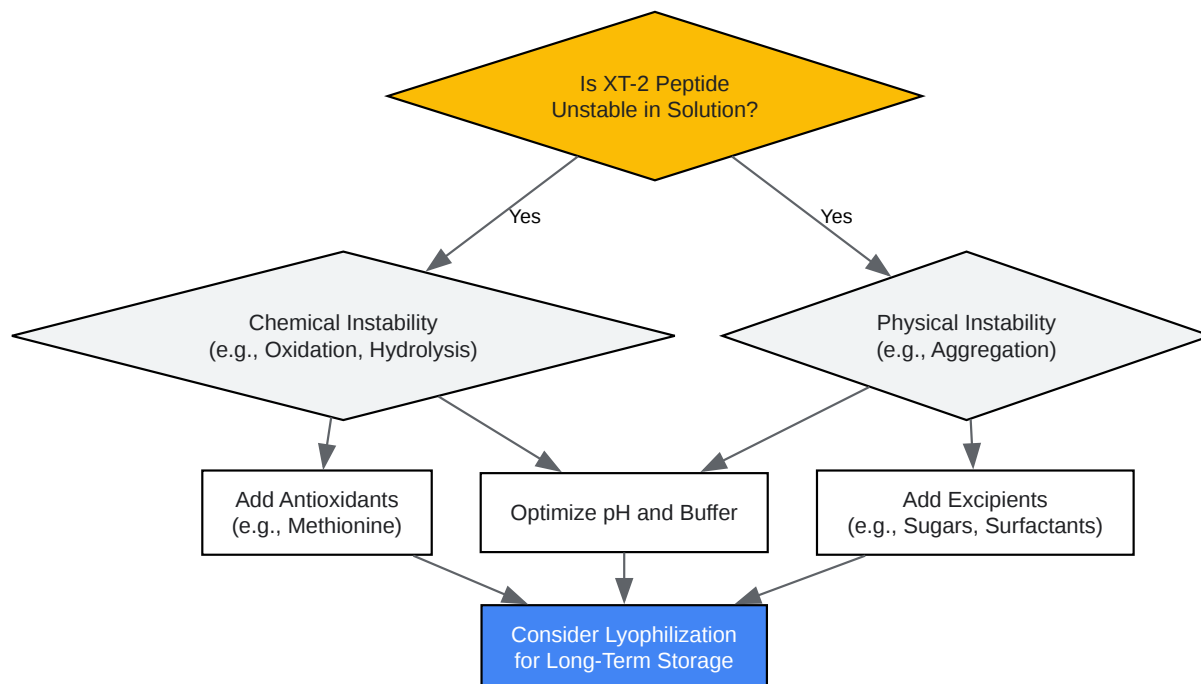 Is XT-2 Peptide
Unstable in Solution?
Yes
Yes
Chemical Instability
(e.g., Oxidation, Hydrolysis)
Physical Instability
(e.g., Aggregation)
Add Antioxidants
(e.g., Methionine)
Optimize pH and Buffer
Add Excipients
(e.g., Sugars, Surfactants)
Consider Lyophilization
for Long-Term Storage